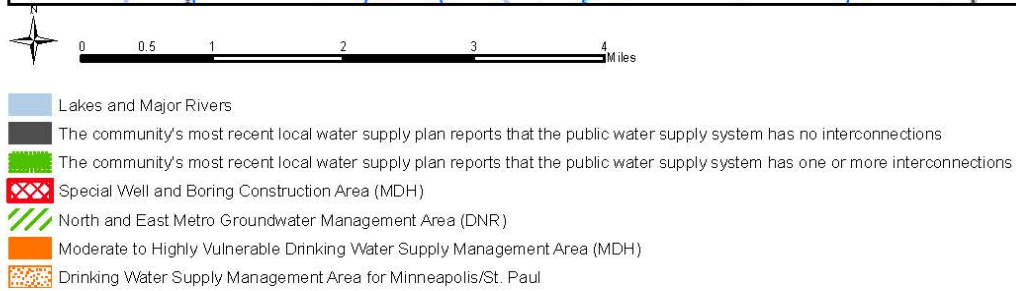 N
0 0.5 1 2 3 4
Miles
Lakes and Major Rivers
The community's most recent local water supply plan reports that the public water supply system has no interconnections
The community's most recent local water supply plan reports that the public water supply system has one or more interconnections
Special Well and Boring Construction Area (MDH)
North and East Metro Groundwater Management Area (DNR)
Moderate to Highly Vulnerable Drinking Water Supply Management Area (MDH)
Drinking Water Supply Management Area for Minneapolis/St. Paul